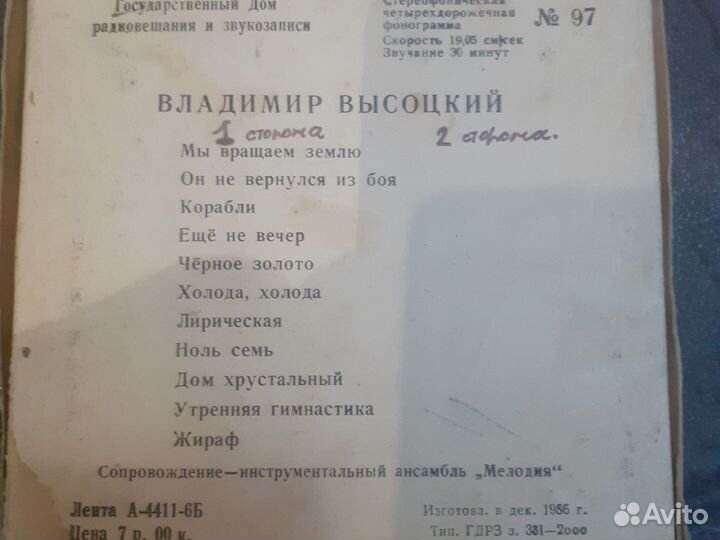 Государственный Дом
радиовещания и звукозаписи
Стереофоническая
четырехдорожечная
фонограмма
Скорость 19,05 см/сек
Звучание 30 минут
№ 97
ВЛАДИМИР ВЫСОЦКИЙ
1 сторона 2 сторона.
Мы вращаем землю
Он не вернулся из боя
Корабли
Ещё не вечер
Чёрное золото
Холода, холода
Лирическая
Ноль семь
Дом хрустальный
Утренняя гимнастика
Жираф
Сопровождение—инструментальный ансамбль „Мелодия“
Лента А-4411-6Б
Цена 7 р. 00 к.
Изготовл. в дек. 1986 г.
Тип. ГДРЗ з. 381-2000
Avito